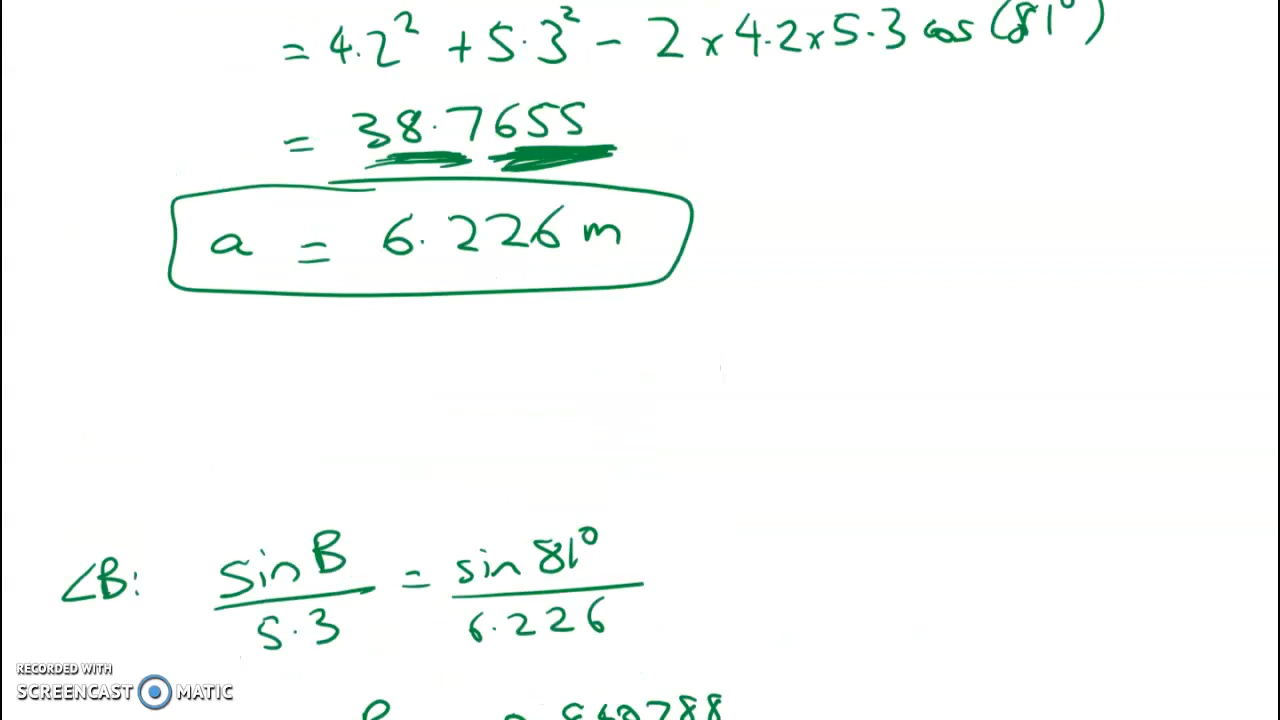 = 4.2² + 5.3² - 2 × 4.2 × 5.3 cos (81°)
= 38.7655
a = 6.226 m
∠B: sin B / 5.3 = sin 81° / 6.226
RECORDED WITH
SCREENCAST MATIC